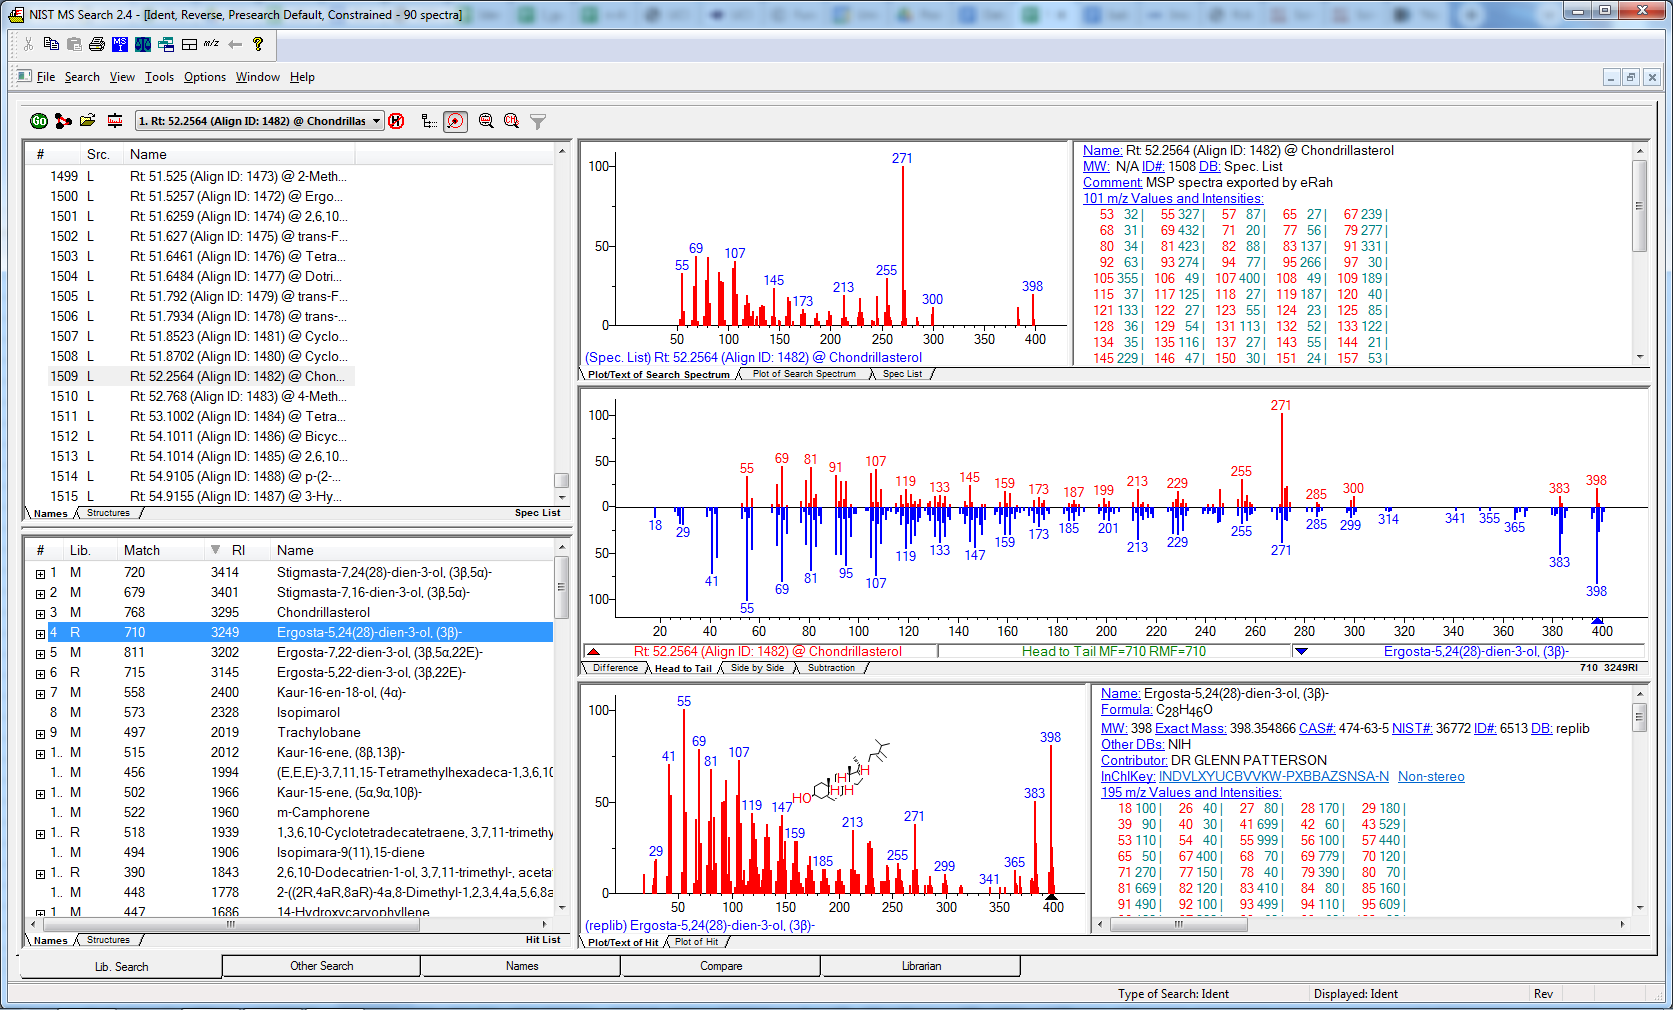 NIST MS Search 2.4 - [Ident, Reverse, Presearch Default, Constrained - 90 spectra]
File Search View Tools Options Window Help
1. Rt: 52.2564 (Align ID: 1482) @ Chondrillas
# Src. Name
1499 L Rt: 51.525 (Align ID: 1473) @ 2-Meth...
1500 L Rt: 51.5257 (Align ID: 1472) @ Ergo...
1501 L Rt: 51.6259 (Align ID: 1474) @ 2,6,10...
1502 L Rt: 51.627 (Align ID: 1475) @ trans-F...
1503 L Rt: 51.6461 (Align ID: 1476) @ Tetra...
1504 L Rt: 51.6484 (Align ID: 1477) @ Dotri...
1505 L Rt: 51.792 (Align ID: 1479) @ trans-F...
1506 L Rt: 51.7934 (Align ID: 1478) @ trans-...
1507 L Rt: 51.8523 (Align ID: 1481) @ Cyclo...
1508 L Rt: 51.8702 (Align ID: 1480) @ Cyclo...
1509 L Rt: 52.2564 (Align ID: 1482) @ Chon...
1510 L Rt: 52.768 (Align ID: 1483) @ 4-Meth...
1511 L Rt: 53.1002 (Align ID: 1484) @ Tetra...
1512 L Rt: 54.1011 (Align ID: 1486) @ Bicyc...
1513 L Rt: 54.1014 (Align ID: 1485) @ 2,6,10...
1514 L Rt: 54.9105 (Align ID: 1488) @ p-(2-...
1515 L Rt: 54.9155 (Align ID: 1487) @ 3-Hy...
Names Structures Spec List
# Lib. Match RI Name
1 M 720 3414 Stigmasta-7,24(28)-dien-3-ol, (3β,5α)-
2 M 679 3401 Stigmasta-7,16-dien-3-ol, (3β,5α)-
3 M 768 3295 Chondrillasterol
4 R 710 3249 Ergosta-5,24(28)-dien-3-ol, (3β)-
5 M 811 3202 Ergosta-7,22-dien-3-ol, (3β,5α,22E)-
6 R 715 3145 Ergosta-5,22-dien-3-ol, (3β,22E)-
7 M 558 2400 Kaur-16-en-18-ol, (4α)-
8 M 573 2328 Isopimarol
9 M 497 2019 Trachylobane
1.. M 515 2012 Kaur-16-ene, (8β,13β)-
1.. M 456 1994 (E,E,E)-3,7,11,15-Tetramethylhexadeca-1,3,6,10
1.. M 502 1966 Kaur-15-ene, (5α,9α,10β)-
1.. M 522 1960 m-Camphorene
1.. R 518 1939 1,3,6,10-Cyclotetradecatetraene, 3,7,11-trimethy
1.. M 494 1906 Isopimara-9(11),15-diene
1.. R 390 1843 2,6,10-Dodecatrien-1-ol, 3,7,11-trimethyl-, aceta
1.. M 448 1778 2-((2R,4aR,8aR)-4a,8-Dimethyl-1,2,3,4,4a,5,6,8a
1.. M 447 1686 14-Hydroxycaryophyllene
Names Structures Hit List
100 50 0
55 69 107 145 173 213 255 271 300 398
50 100 150 200 250 300 350 400
(Spec. List) Rt: 52.2564 (Align ID: 1482) @ Chondrillasterol
Plot/Text of Search Spectrum Plot of Search Spectrum Spec List
Name: Rt: 52.2564 (Align ID: 1482) @ Chondrillasterol
MW: N/A ID#: 1508 DB: Spec. List
Comment: MSP spectra exported by eRah
101 m/z Values and Intensities:
53 32 | 55 327 | 57 87 | 65 27 | 67 239 |
68 31 | 69 432 | 71 20 | 77 56 | 79 277 |
80 34 | 81 423 | 82 88 | 83 137 | 91 331 |
92 63 | 93 274 | 94 77 | 95 266 | 97 30 |
105 355 | 106 49 | 107 400 | 108 49 | 109 189 |
115 37 | 117 125 | 118 27 | 119 187 | 120 40 |
121 133 | 122 27 | 123 55 | 124 23 | 125 85 |
128 36 | 129 54 | 131 113 | 132 52 | 133 122 |
134 35 | 135 116 | 137 27 | 143 55 | 144 21 |
145 229 | 146 47 | 150 30 | 151 24 | 157 53 |
100 50 0 50 100
55 69 81 91 107 119 133 145 159 173 187 199 213 229 255 271 285 300 383 398
18 29 41 55 69 81 95 107 119 133 147 159 173 185 201 213 229 255 271 285 299 314 341 355 365 383 398
20 40 60 80 100 120 140 160 180 200 220 240 260 280 300 320 340 360 380 400
Rt: 52.2564 (Align ID: 1482) @ Chondrillasterol Head to Tail MF=710 RMF=710 Ergosta-5,24(28)-dien-3-ol, (3β)-
Difference Head to Tail Side by Side Subtraction 710 3249RI
100 50 0
29 41 55 69 81 107 119 147 159 185 213 255 271 299 341 365 383 398
HO H H H H
50 100 150 200 250 300 350 400
(replib) Ergosta-5,24(28)-dien-3-ol, (3β)-
Plot/Text of Hit Plot of Hit
Name: Ergosta-5,24(28)-dien-3-ol, (3β)-
Formula: C28H46O
MW: 398 Exact Mass: 398.354866 CAS#: 474-63-5 NIST#: 36772 ID#: 6513 DB: replib
Other DBs: NIH
Contributor: DR GLENN PATTERSON
InChIKey: INDVLXYUCBVVKW-PXBBAZSNSA-N Non-stereo
195 m/z Values and Intensities:
18 100 | 26 40 | 27 80 | 28 170 | 29 180 |
39 90 | 40 30 | 41 699 | 42 60 | 43 529 |
53 110 | 54 40 | 55 999 | 56 100 | 57 440 |
65 50 | 67 400 | 68 70 | 69 779 | 70 120 |
71 270 | 77 150 | 78 40 | 79 390 | 80 70 |
81 669 | 82 120 | 83 410 | 84 80 | 85 160 |
91 490 | 92 100 | 93 499 | 94 110 | 95 609 |
Lib. Search Other Search Names Compare Librarian
Type of Search: Ident Displayed: Ident Rev